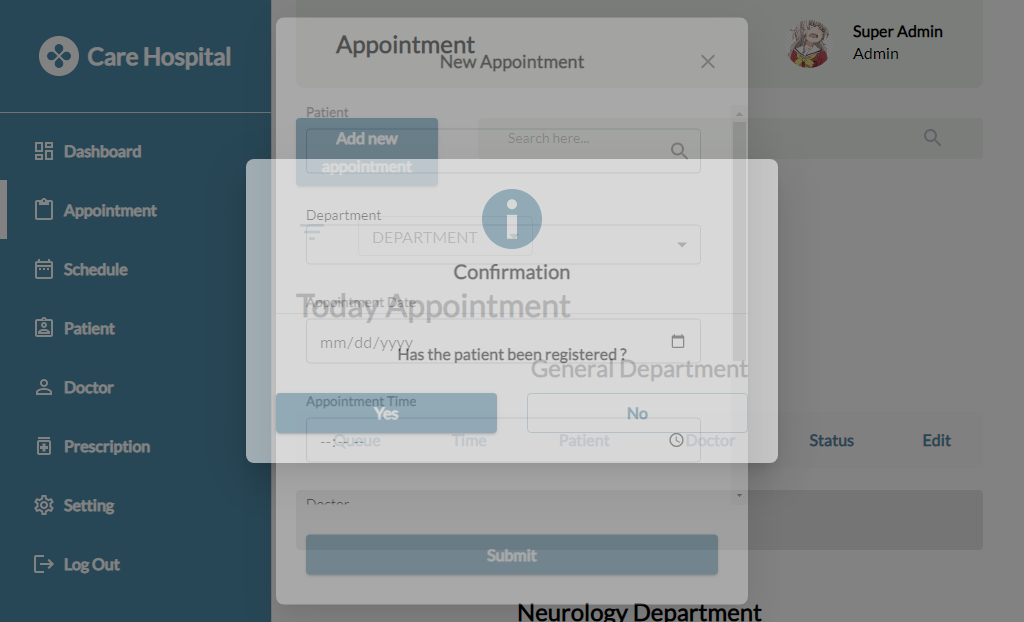 Care Hospital
Dashboard
Appointment
Schedule
Patient
Doctor
Prescription
Setting
Log Out
Appointment
Super Admin
Admin
New Appointment
Patient
Add new
appointment
Search here...
Department
DEPARTMENT
Confirmation
Today Appointment
Appointment Date
mm/dd/yyyy
Has the patient been registered ?
General Department
Appointment Time
Yes
No
--:-- --
Queue
Time
Patient
Doctor
Status
Edit
Doctor
Submit
Neurology Department